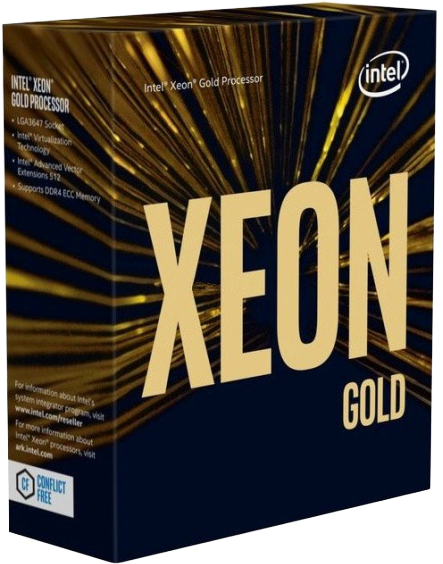 INTEL® XEON®
GOLD PROCESSOR
• LGA3647 Socket
• Intel® Virtualization
Technology
• Intel® Advanced Vector
Extensions 512
• Supports DDR4 ECC Memory
For information about Intel's
system integrator program, visit
www.intel.com/reseller
For more information about
Intel® Xeon® processors, visit
ark.intel.com
CF CONFLICT
FREE
Intel® Xeon® Gold Processor
intel®
XEON
GOLD